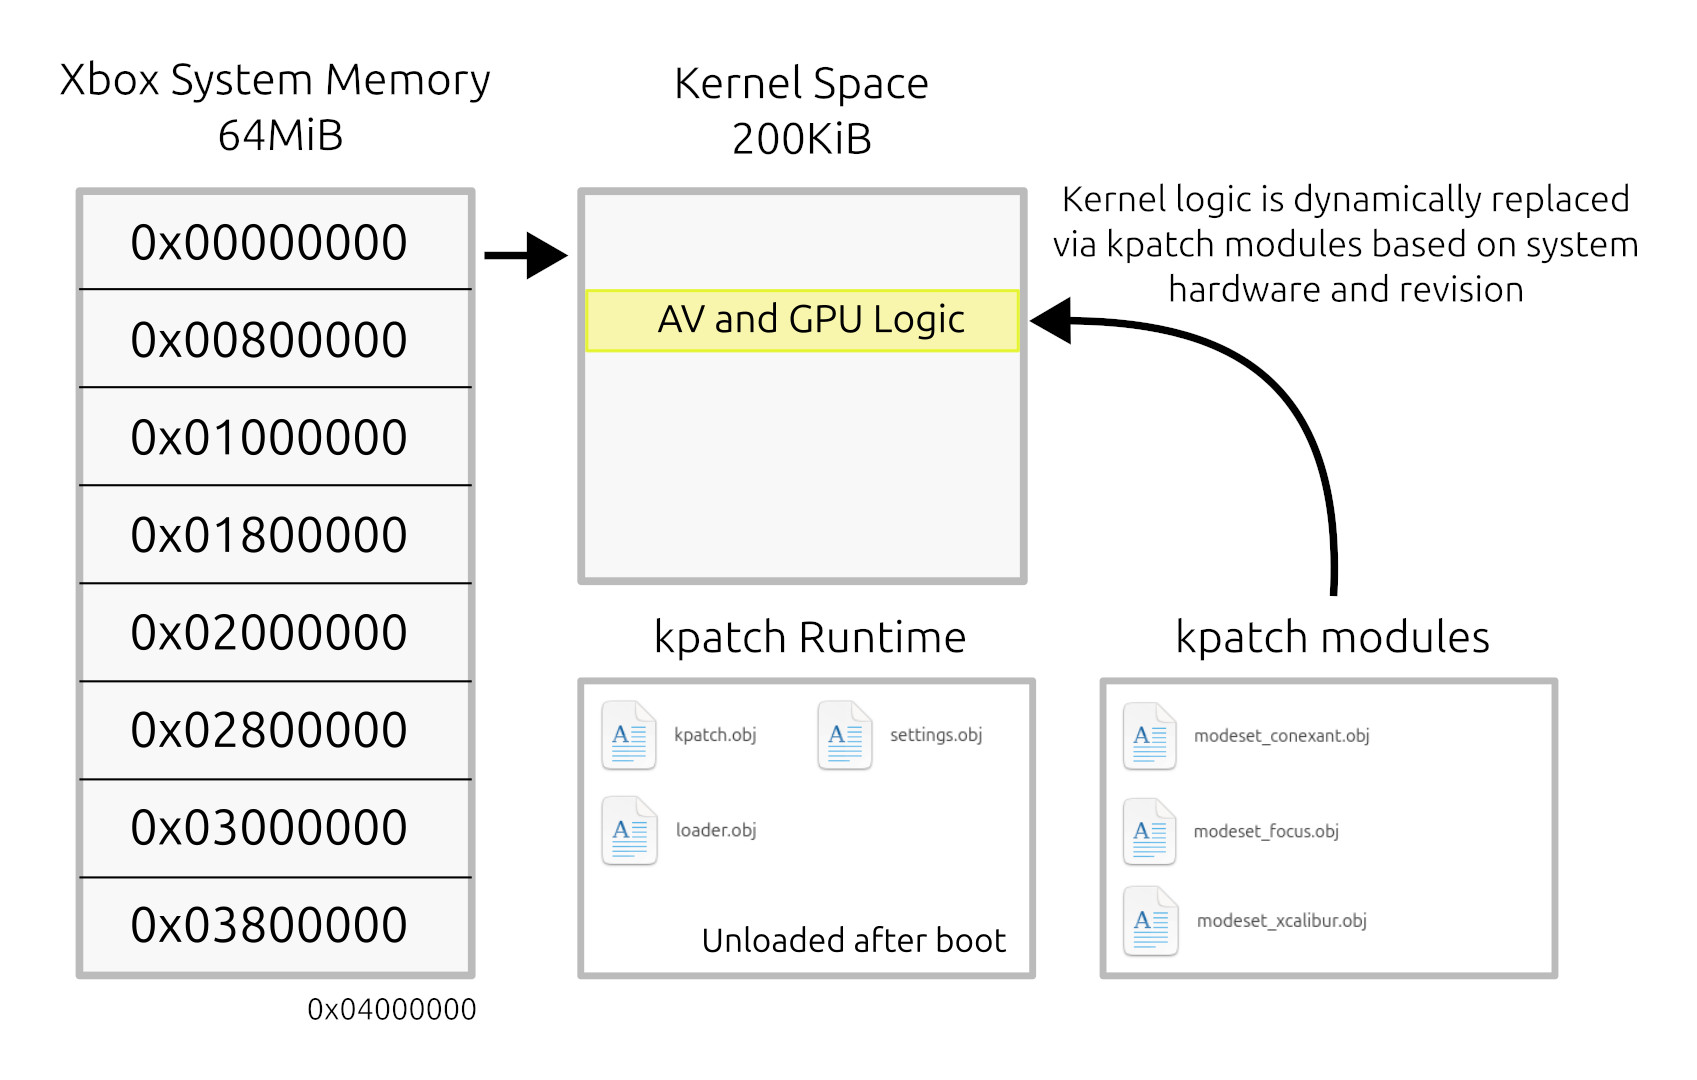 Xbox System Memory
64MiB
0x00000000
0x00800000
0x01000000
0x01800000
0x02000000
0x02800000
0x03000000
0x03800000
0x04000000
Kernel Space
200KiB
AV and GPU Logic
Kernel logic is dynamically replaced
via kpatch modules based on system
hardware and revision
kpatch Runtime
kpatch.obj
settings.obj
loader.obj
Unloaded after boot
kpatch modules
modeset_conexant.obj
modeset_focus.obj
modeset_xcalibur.obj